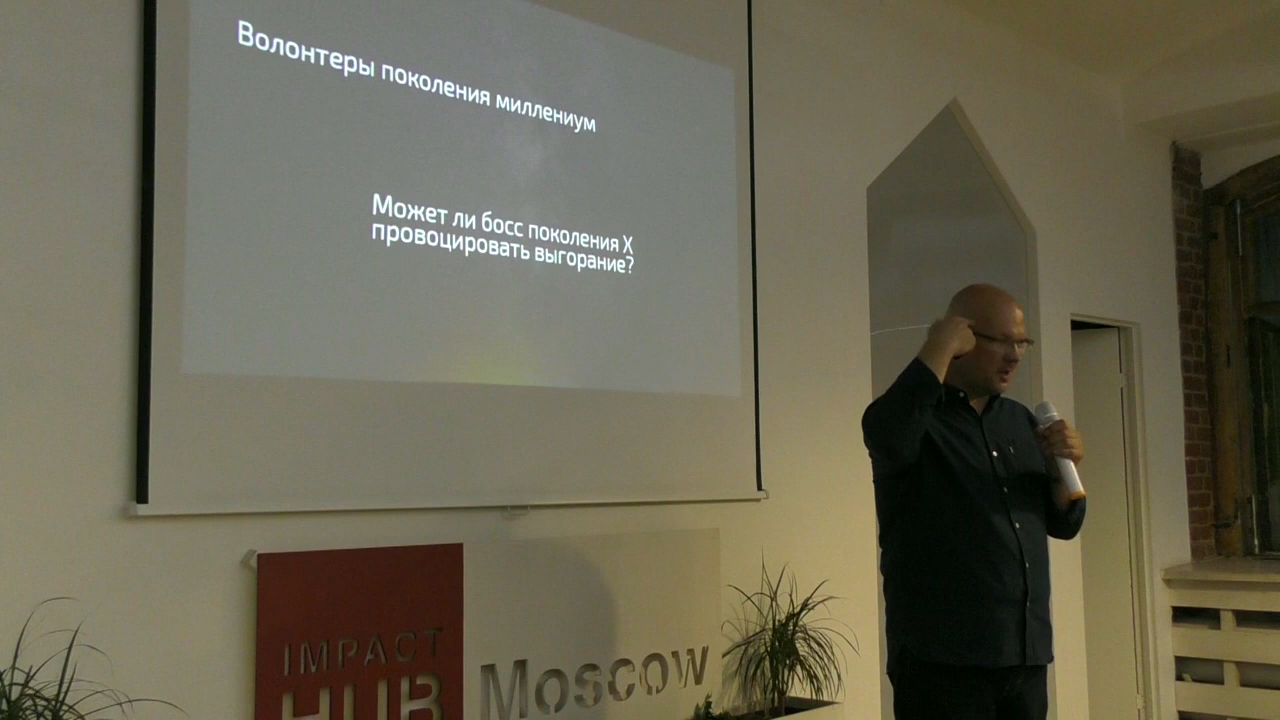 Волонтеры поколения миллениум
Может ли босс поколения X
провоцировать выгорание?
IMPACT
HUB
Moscow